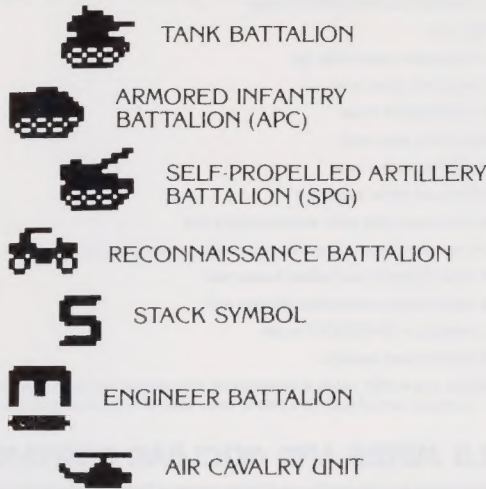 TANK BATTALION
ARMORED INFANTRY
BATTALION (APC)
SELF-PROPELLED ARTILLERY
BATTALION (SPG)
RECONNAISSANCE BATTALION
S
STACK SYMBOL
ENGINEER BATTALION
AIR CAVALRY UNIT